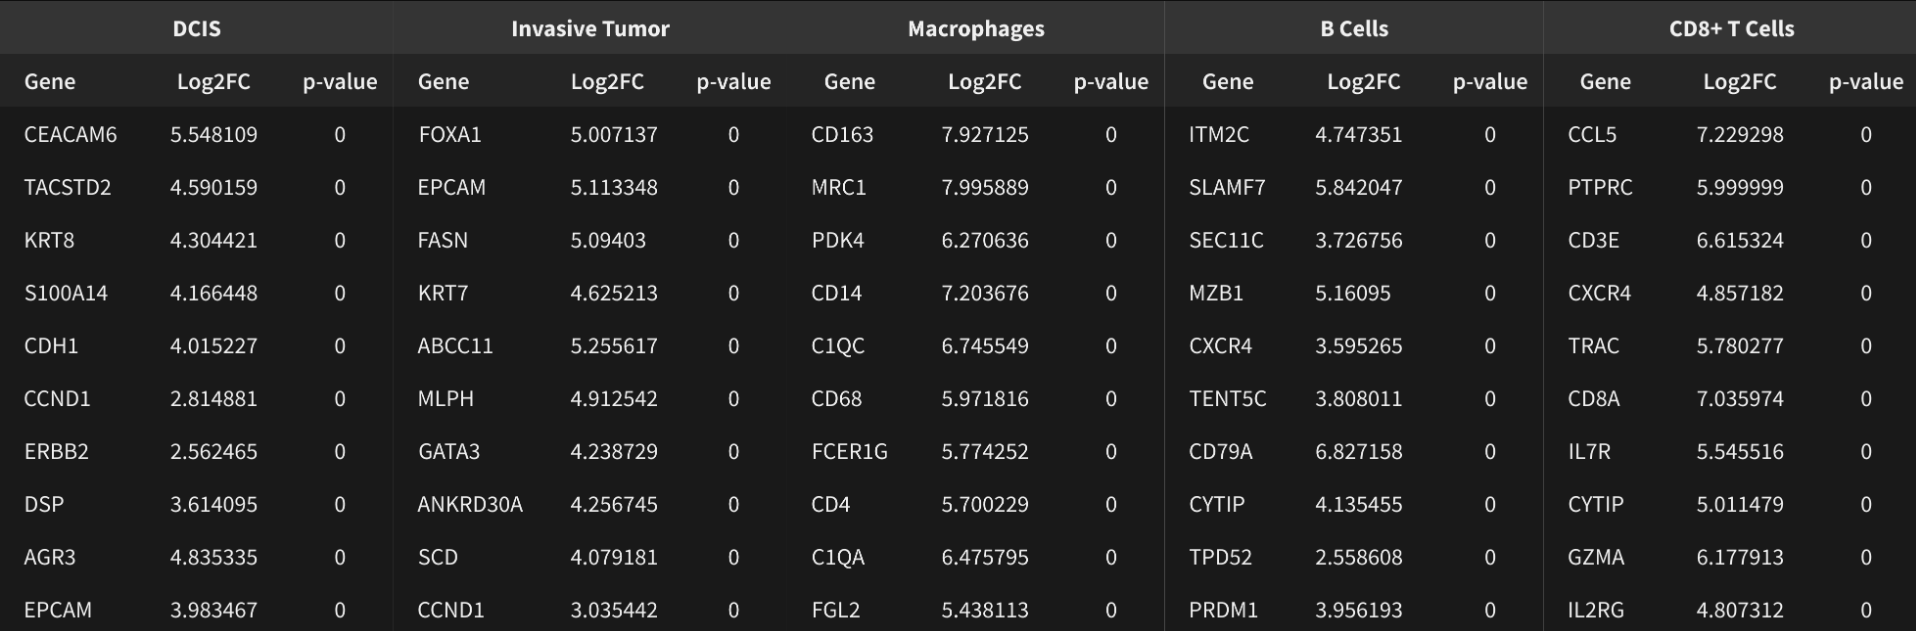 DCIS Invasive Tumor Macrophages B Cells CD8+ T Cells
Gene Log2FC p-value Gene Log2FC p-value Gene Log2FC p-value Gene Log2FC p-value Gene Log2FC p-value
CEACAM6 5.548109 0 FOXA1 5.007137 0 CD163 7.927125 0 ITM2C 4.747351 0 CCL5 7.229298 0
TACSTD2 4.590159 0 EPCAM 5.113348 0 MRC1 7.995889 0 SLAMF7 5.842047 0 PTPRC 5.999999 0
KRT8 4.304421 0 FASN 5.09403 0 PDK4 6.270636 0 SEC11C 3.726756 0 CD3E 6.615324 0
S100A14 4.166448 0 KRT7 4.625213 0 CD14 7.203676 0 MZB1 5.16095 0 CXCR4 4.857182 0
CDH1 4.015227 0 ABCC11 5.255617 0 C1QC 6.745549 0 CXCR4 3.595265 0 TRAC 5.780277 0
CCND1 2.814881 0 MLPH 4.912542 0 CD68 5.971816 0 TENT5C 3.808011 0 CD8A 7.035974 0
ERBB2 2.562465 0 GATA3 4.238729 0 FCER1G 5.774252 0 CD79A 6.827158 0 IL7R 5.545516 0
DSP 3.614095 0 ANKRD30A 4.256745 0 CD4 5.700229 0 CYTIP 4.135455 0 CYTIP 5.011479 0
AGR3 4.835335 0 SCD 4.079181 0 C1QA 6.475795 0 TPD52 2.558608 0 GZMA 6.177913 0
EPCAM 3.983467 0 CCND1 3.035442 0 FGL2 5.438113 0 PRDM1 3.956193 0 IL2RG 4.807312 0